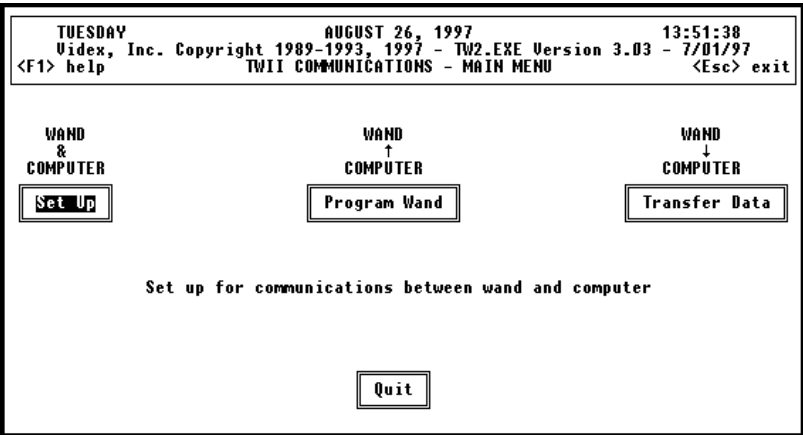 TUESDAY AUGUST 26, 1997 13:51:38
Videx, Inc. Copyright 1989-1993, 1997 - TW2.EXE Version 3.03 - 7/01/97
<F1> help TWII COMMUNICATIONS - MAIN MENU <Esc> exit
WAND WAND WAND
& ↑ ↓
COMPUTER COMPUTER COMPUTER
Set Up Program Wand Transfer Data
Set up for communications between wand and computer
Quit